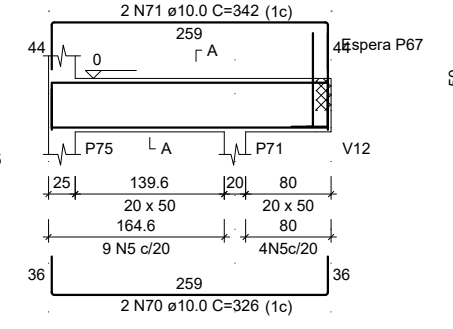 2 N71 ø10.0 C=342 (1c)
259
44
44
Espera P67
A
0
P75
A
P71
V12
25
139.6
20
80
20 x 50
20 x 50
164.6
80
9 N5 c/20
4N5c/20
36
259
36
2 N70 ø10.0 C=326 (1c)